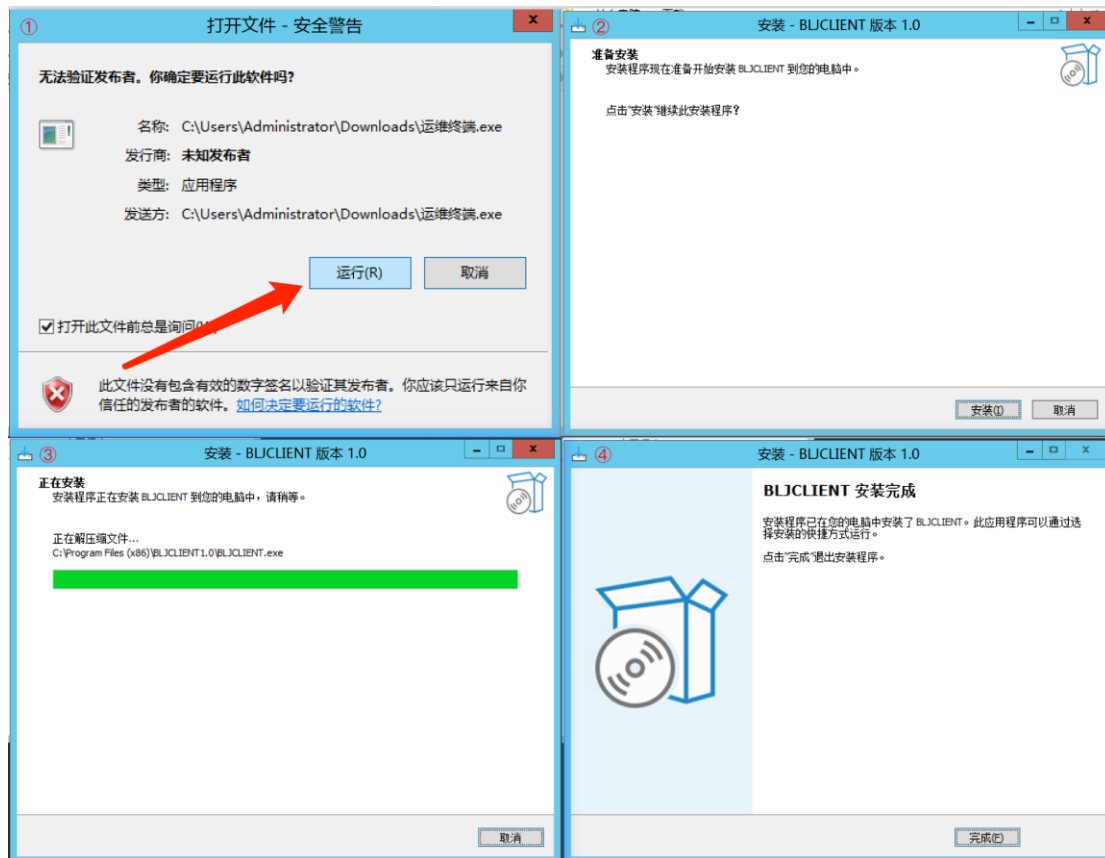 ①
打开文件 - 安全警告
无法验证发布者。你确定要运行此软件吗?
名称: C:\Users\Administrator\Downloads\运维终端.exe
发行商: 未知发布者
类型: 应用程序
发送方: C:\Users\Administrator\Downloads\运维终端.exe
运行(R)
取消
打开此文件前总是询问
此文件没有包含有效的数字签名以验证其发布者。你应该只运行来自你
信任的发布者的软件。如何决定要运行的软件?
②
安装 - BLJCLIENT 版本 1.0
准备安装
安装程序现在准备开始安装 BLJCLIENT 到您的电脑中。
点击“安装”继续此安装程序?
安装(I)
取消
③
安装 - BLJCLIENT 版本 1.0
正在安装
安装程序正在安装 BLJCLIENT 到您的电脑中，请稍等。
正在解压缩文件...
C:\Program Files (x86)\BLJCLIENT1.0\BLJCLIENT.exe
取消
④
安装 - BLJCLIENT 版本 1.0
BLJCLIENT 安装完成
安装程序已在您的电脑中安装了 BLJCLIENT。此应用程序可以通过选
择安装的快捷方式运行。
点击“完成”退出安装程序。
完成(F)